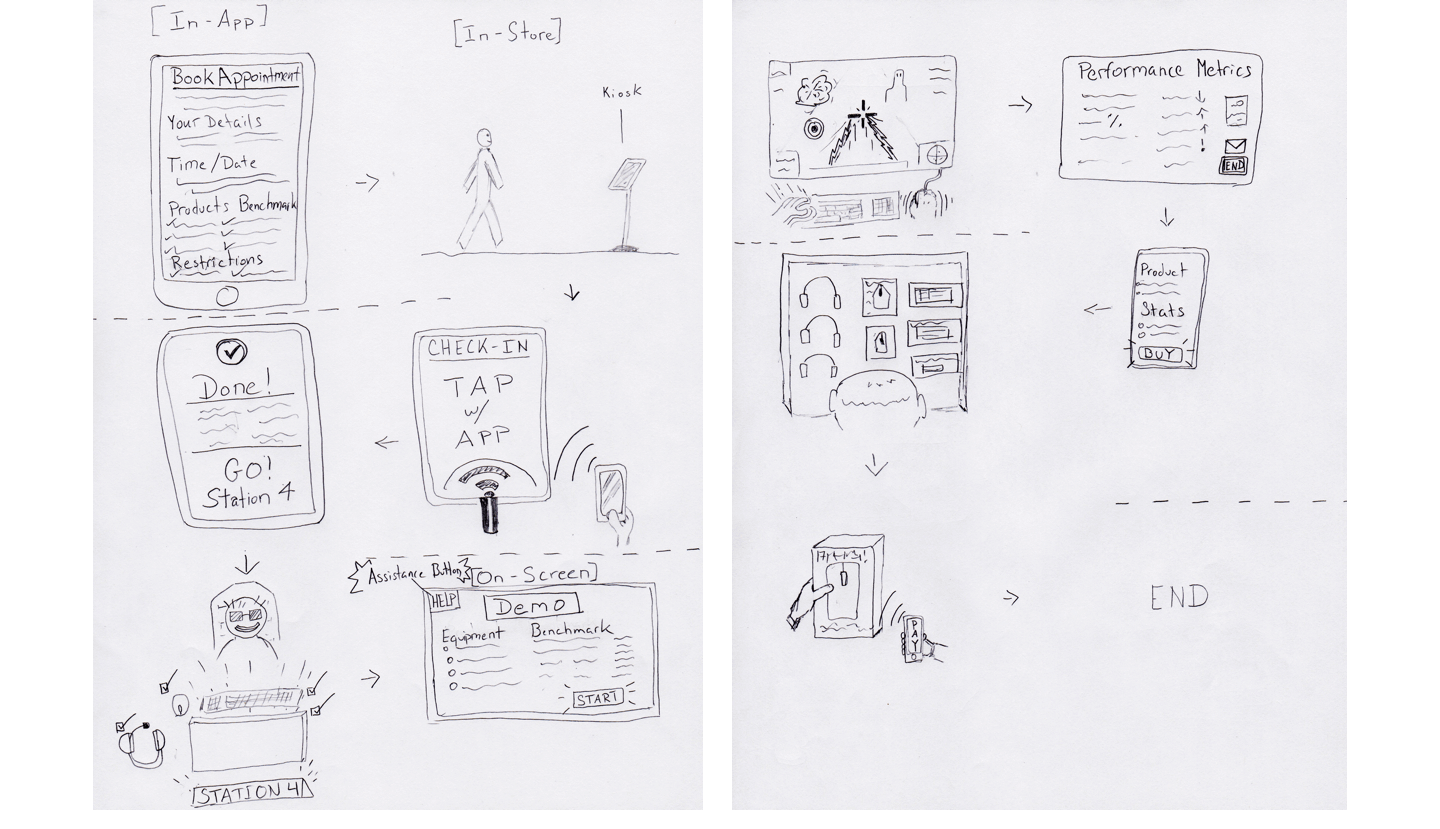 [In-App]
[In-Store]
Book Appointment
Your Details
Time/Date
Products Benchmark
Restrictions
Kiosk
CHECK-IN
TAP
w/
APP
Done!
GO!
Station 4
STATION 4
Assistance Button
[On-Screen]
HELP
Demo
Equipment
Benchmark
START
Performance Metrics
%
!
END
Product
Stats
BUY
PAY
END